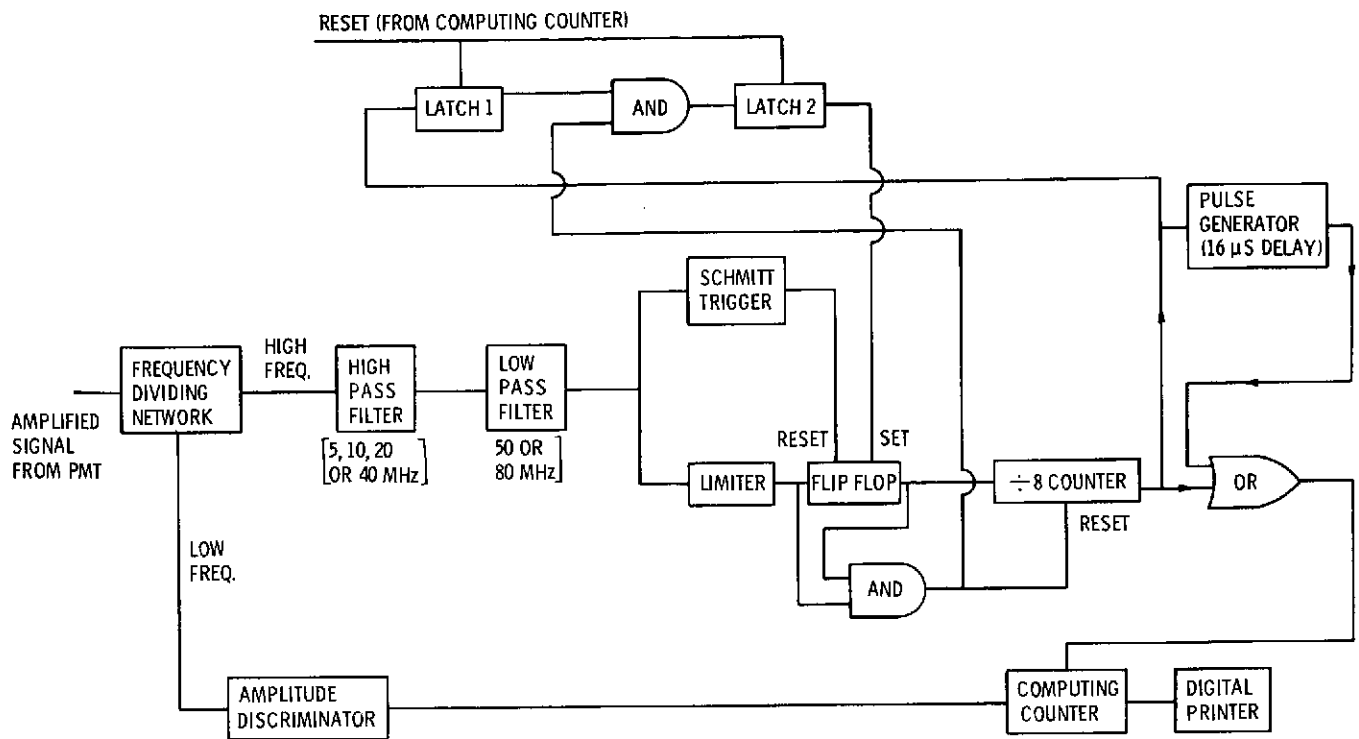 RESET (FROM COMPUTING COUNTER)
LATCH 1
AND
LATCH 2
PULSE
GENERATOR
(16 μS DELAY)
SCHMITT
TRIGGER
HIGH
FREQ.
FREQUENCY
DIVIDING
NETWORK
HIGH
PASS
FILTER
LOW
PASS
FILTER
AMPLIFIED
SIGNAL
FROM PMT
[5, 10, 20
OR 40 MHz]
[50 OR
80 MHz]
RESET
SET
LIMITER
FLIP FLOP
÷8 COUNTER
OR
RESET
LOW
FREQ.
AND
AMPLITUDE
DISCRIMINATOR
COMPUTING
COUNTER
DIGITAL
PRINTER